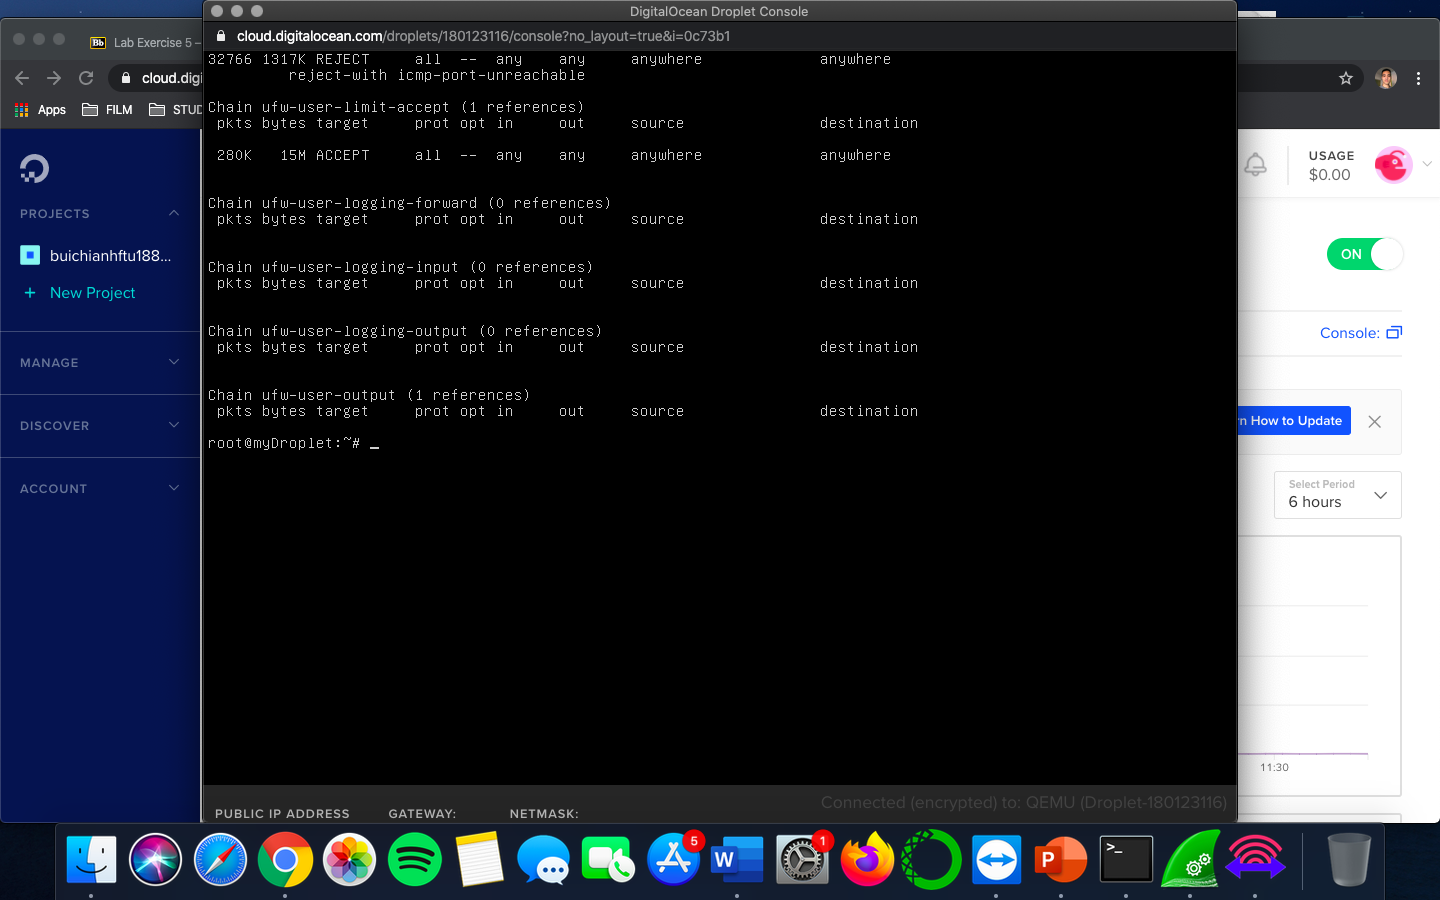 DigitalOcean Droplet Console
cloud.digitalocean.com/droplets/180123116/console?no_layout=true&i=0c73b1
Bb Lab Exercise 5 –
cloud.digi
Apps FILM STUD
PROJECTS
buichianhftu188...
+ New Project
MANAGE
DISCOVER
ACCOUNT
32766 1317K REJECT all -- any any anywhere anywhere
reject-with icmp-port-unreachable
Chain ufw-user-limit-accept (1 references)
pkts bytes target prot opt in out source destination
280K 15M ACCEPT all -- any any anywhere anywhere
Chain ufw-user-logging-forward (0 references)
pkts bytes target prot opt in out source destination
Chain ufw-user-logging-input (0 references)
pkts bytes target prot opt in out source destination
Chain ufw-user-logging-output (0 references)
pkts bytes target prot opt in out source destination
Chain ufw-user-output (1 references)
pkts bytes target prot opt in out source destination
root@myDroplet:~# _
USAGE
$0.00
ON
Console:
rn How to Update
Select Period
6 hours
11:30
Connected (encrypted) to: QEMU (Droplet-180123116)
PUBLIC IP ADDRESS GATEWAY: NETMASK:
5
W
1
P
>_